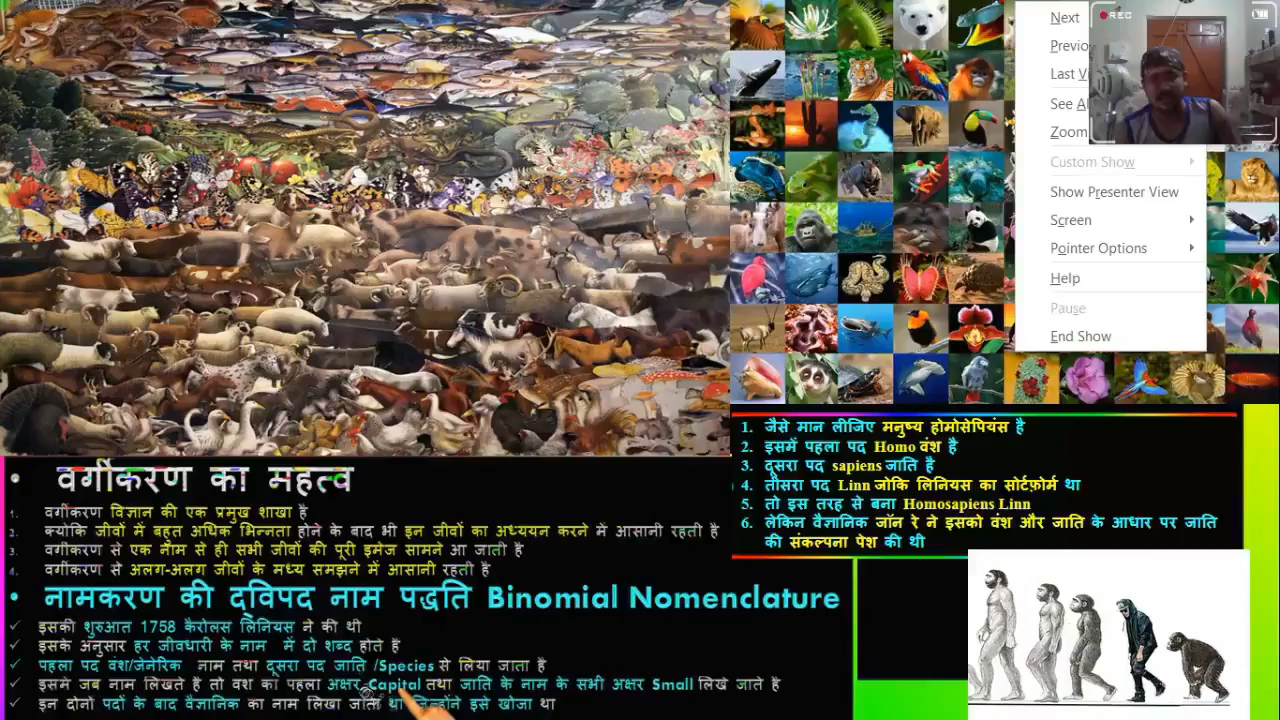 Next
Previo
Last V
See Al
Zoom
Custom Show
Show Presenter View
Screen
Pointer Options
Help
Pause
End Show
REC
वर्गीकरण का महत्व
1. वर्गीकरण विज्ञान की एक प्रमुख शाखा है
2. क्योकि जीवों में बहुत अधिक भिन्नता होने के बाद भी इन जीवों का अध्ययन करने में आसानी रहती है
3. वर्गीकरण से एक नाम से ही सभी जीवों की पूरी इमेज सामने आ जाती है
4. वर्गीकरण से अलग-अलग जीवों के मध्य समझने में आसानी रहती है
नामकरण की द्विपद नाम पद्धति Binomial Nomenclature
इसकी शुरुआत 1758 कैरोलस लिनियस ने की थी
इसके अनुसार हर जीवधारी के नाम में दो शब्द होते है
पहला पद वंश/जेनेरिक नाम तथा दूसरा पद जाति /Species से लिया जाता है
इसमे जब नाम लिखते है तो वंश का पहला अक्षर Capital तथा जाति के नाम के सभी अक्षर Small लिखे जाते है
इन दोनों पदों के बाद वैज्ञानिक का नाम लिखा जाता था जिन्होंने इसे खोजा था
1. जैसे मान लीजिए मनुष्य होमोसेपियंस है
2. इसमें पहला पद Homo वंश है
3. दूसरा पद sapiens जाति है
4. तीसरा पद Linn जोकि लिनियस का सोर्टफ़ोर्म था
5. तो इस तरह से बना Homosapiens Linn
6. लेकिन वैज्ञानिक जॉन रे ने इसको वंश और जाति के आधार पर जाति
की संकल्पना पेश की थी